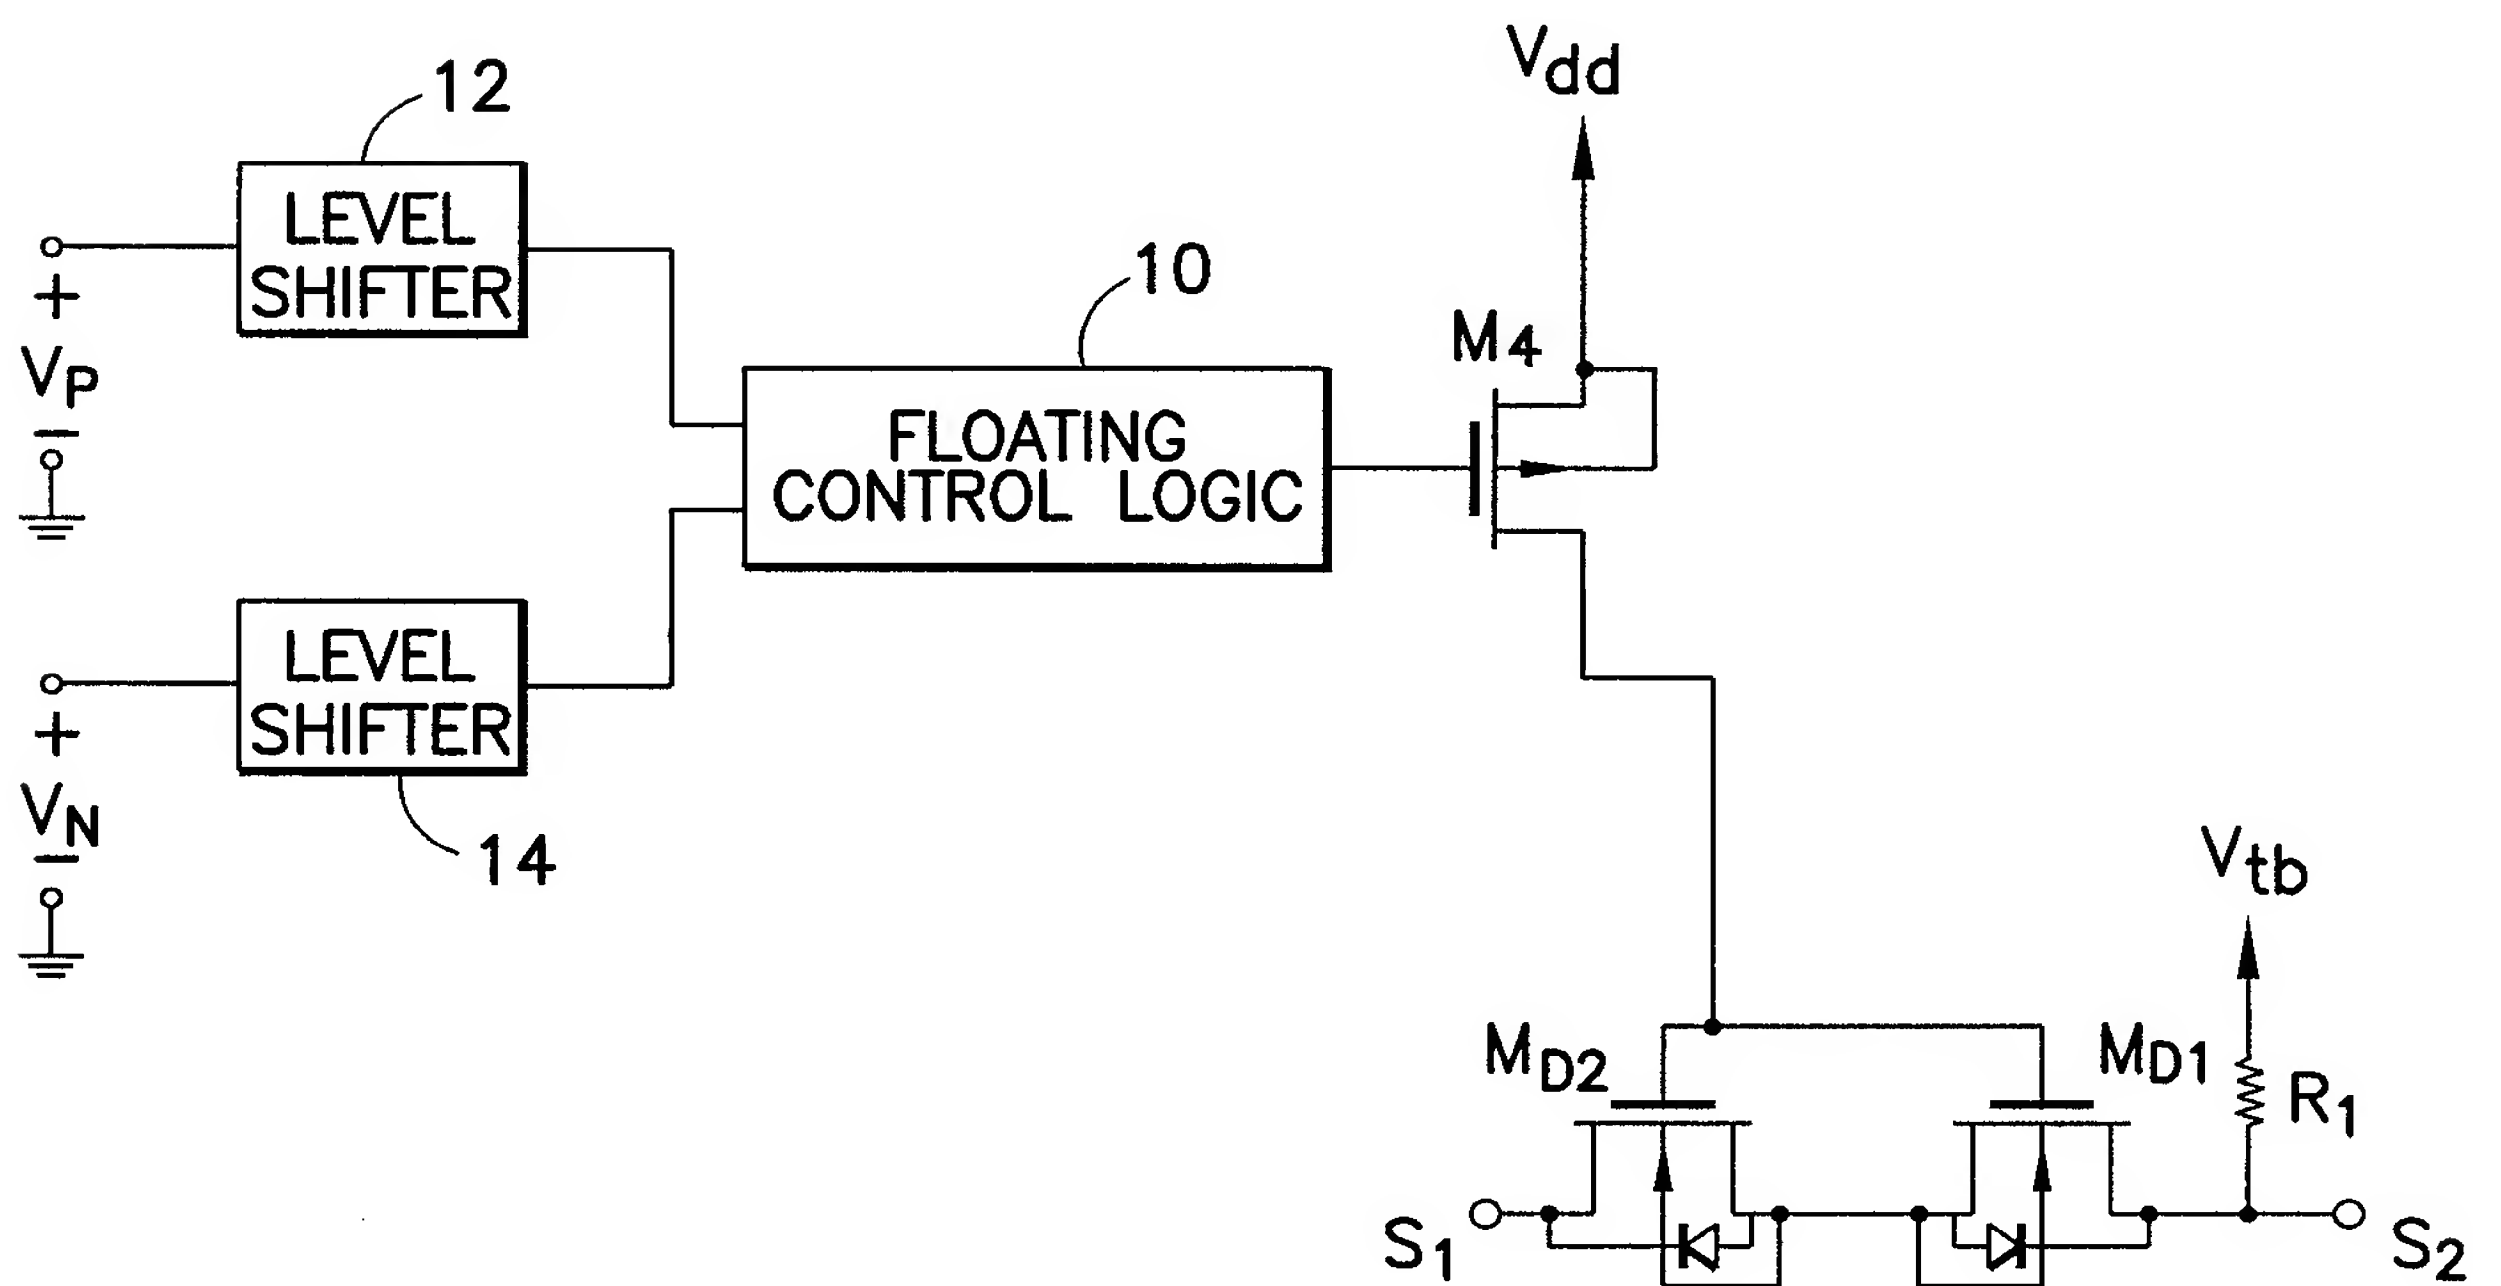 Vdd
12
LEVEL
SHIFTER
+
VP
−
10
M4
FLOATING
CONTROL LOGIC
LEVEL
SHIFTER
+
VN
−
14
Vtb
MD2
MD1
R1
S1
S2